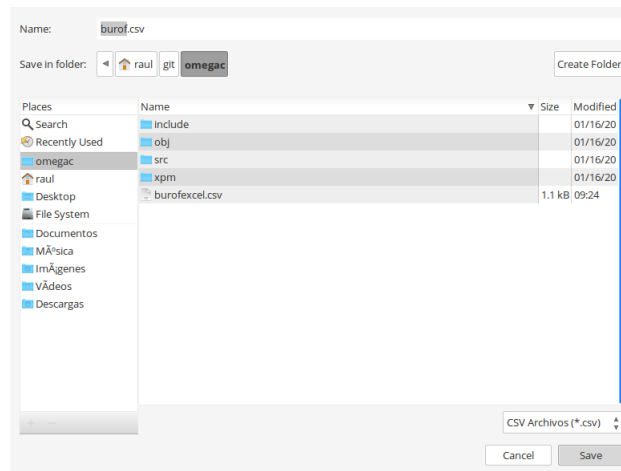 Name: burof.csv
Save in folder: raul git omegac Create Folder
Places Name Size Modified
Search include 01/16/20
Recently Used obj 01/16/20
omegac src 01/16/20
raul xpm 01/16/20
Desktop burofexcel.csv 1.1 kB 09:24
File System
Documentos
MÃºsica
ImÃ¡genes
VÃ­deos
Descargas
CSV Archivos (*.csv)
Cancel Save